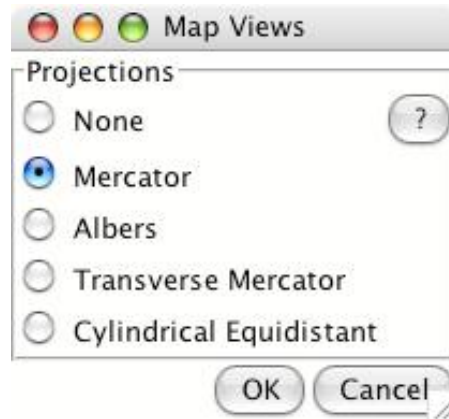 Map Views
Projections
None
?
Mercator
Albers
Transverse Mercator
Cylindrical Equidistant
OK
Cancel